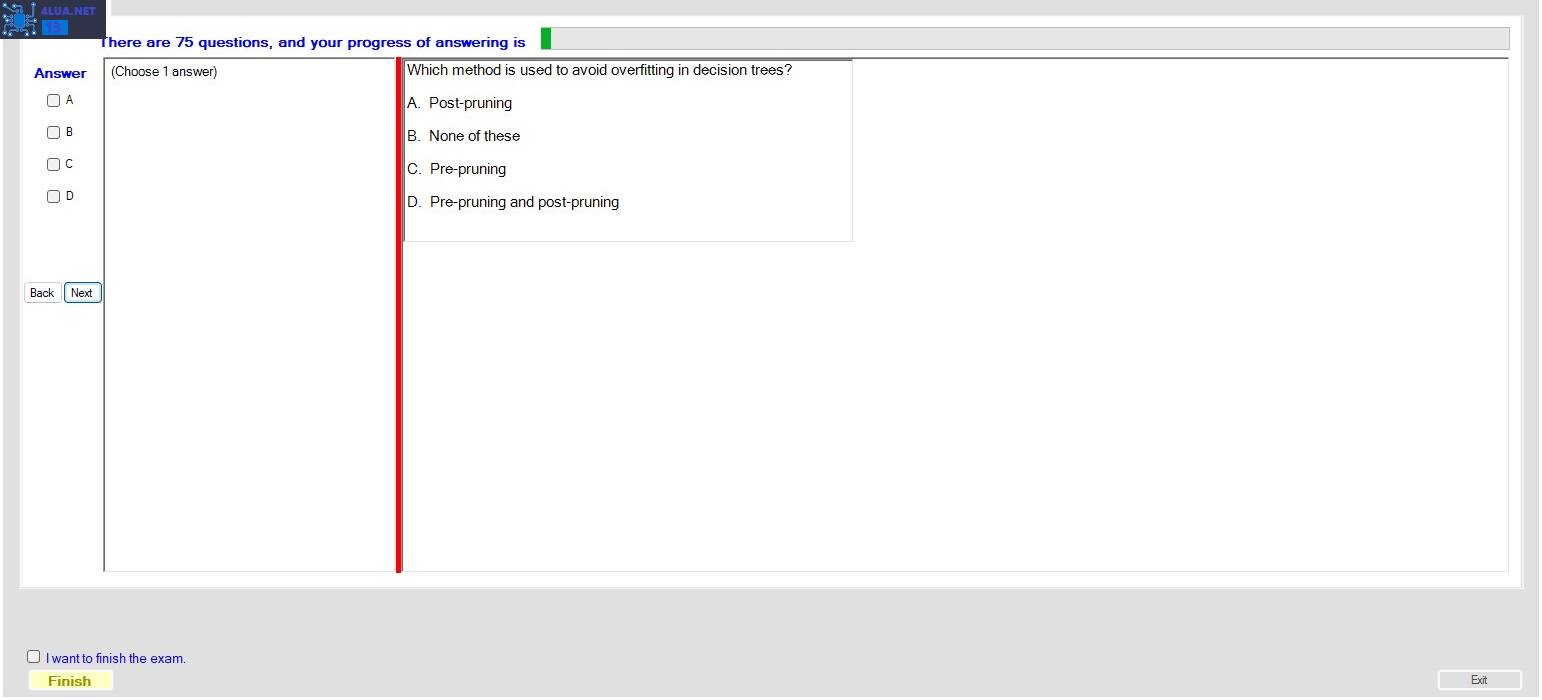 4LUA.NET
There are 75 questions, and your progress of answering is
Answer
(Choose 1 answer)
A
B
C
D
Back Next
Which method is used to avoid overfitting in decision trees?
A. Post-pruning
B. None of these
C. Pre-pruning
D. Pre-pruning and post-pruning
I want to finish the exam.
Finish
Exit